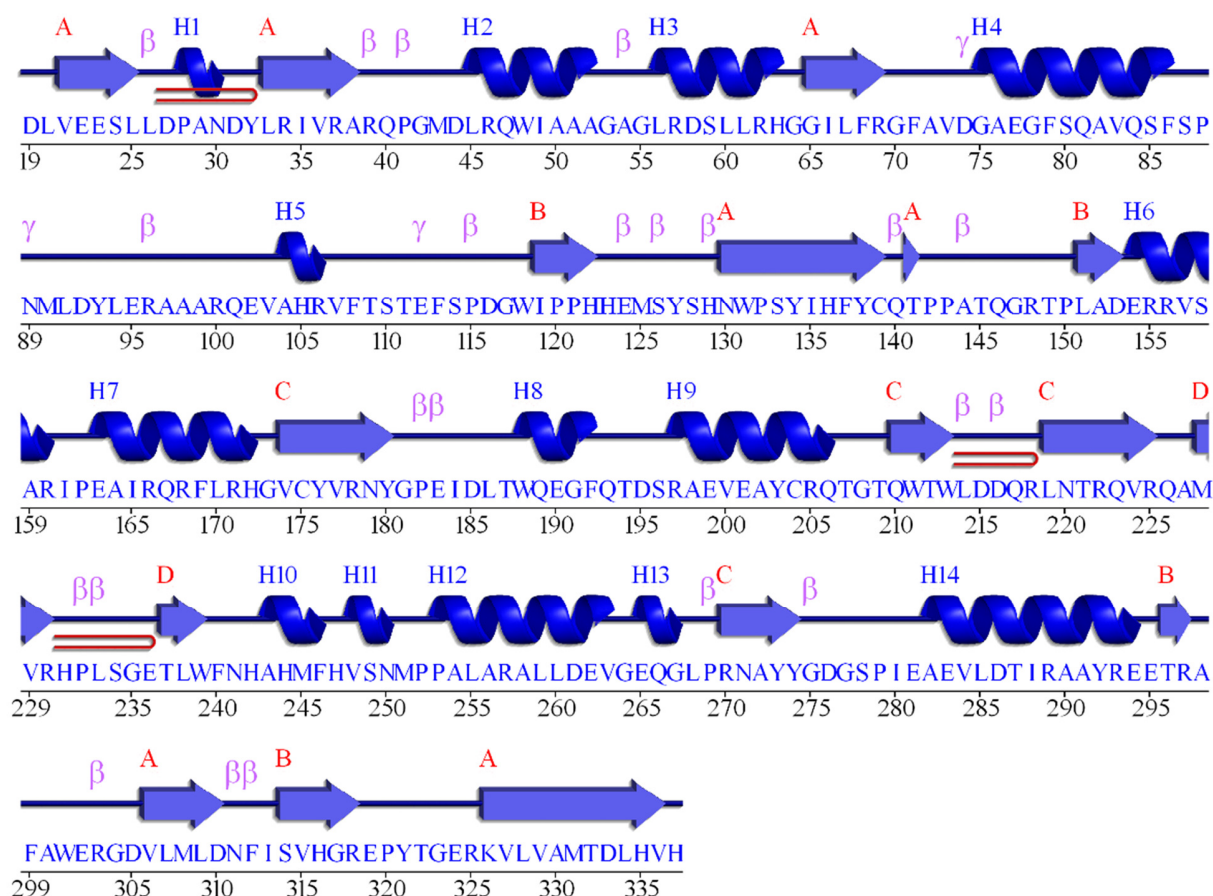 A β H1 A β β H2 β H3 A γ H4
DLVEESLLDPANDYLRIVRARQPGMDLRQWIAAAGAGLRDSLLRHGGILFRGFAVDGAEGFSQAVQSFSP
19 25 30 35 40 45 50 55 60 65 70 75 80 85
γ β H5 γ β B β β β A β A β B H6
NMLDYLERAAARQEVAHRVFTSTEFSPDGWIPPHHEMSYSHNWPSYIHFYCQTPPATQGRTPLADERRVS
89 95 100 105 110 115 120 125 130 135 140 145 150 155
H7 C ββ H8 H9 C β β C D
ARIPEAIRQRFLRHGVCYVRNYGPEIDLTWQEGFQTDSRAEVEAYCRQTGTQWTWLDDQRLNTRQVRQAM
159 165 170 175 180 185 190 195 200 205 210 215 220 225
ββ D H10 H11 H12 H13 β C β H14 B
VRHPLSGETLWFNHAHMFHVSNMPPALARALLDEVGEQGLPRNAYYGDGSPIEAEVLDTIRAAYREETRA
229 235 240 245 250 255 260 265 270 275 280 285 290 295
β A ββ B A
FAWERGDVLMLDNFISVHGREPYTGERKVLVAMTDLHVH
299 305 310 315 320 325 330 335